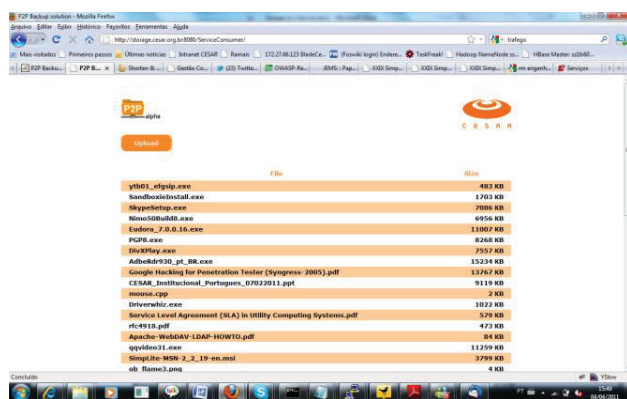 P2P Backup solution - Mozilla Firefox
Arquivo Editar Exibir Histórico Favoritos Ferramentas Ajuda
http://storage.cesar.org.br:8080/ServiceConsumer/
trafego
Mais visitados Primeiros passos Últimas notícias Intranet CESAR Ramais 172.27.86.123 BladeCe... (Foswiki login) Endere... TaskFreak! Hadoop NameNode ss... HBase Master: ssli640...
P2P Backu... P2P B... Shorten & ... Gestão Co... (23) Twitte... OWASP-Ra... JEMS - Pap... XXIX Simp... XXIX Simp... XXIX Simp... rm enganh... Serviços
P2P
alpha
CESAR
Upload
File Size
ytb01_efgsip.exe 483 KB
SandboxieInstall.exe 1703 KB
SkypeSetup.exe 7086 KB
Nimo50Build8.exe 6956 KB
Eudora_7.0.0.16.exe 11007 KB
PGP8.exe 8268 KB
DivXPlay.exe 7557 KB
AdbeRdr930_pt_BR.exe 15234 KB
Google Hacking for Penetration Tester (Syngress-2005).pdf 13767 KB
CESAR_Institucional_Portugues_07022011.ppt 9119 KB
mouse.cpp 2 KB
Driverwhiz.exe 1022 KB
Service Level Agreement (SLA) in Utility Computing Systems.pdf 579 KB
rfc4918.pdf 473 KB
Apache-WebDAV-LDAP-HOWTO.pdf 84 KB
qqvideo31.exe 11259 KB
SimpLite-MSN-2_2_19-en.msi 3799 KB
ob_flame3.png 4 KB
Concluído YSlow
PT 15:49
04/04/2011